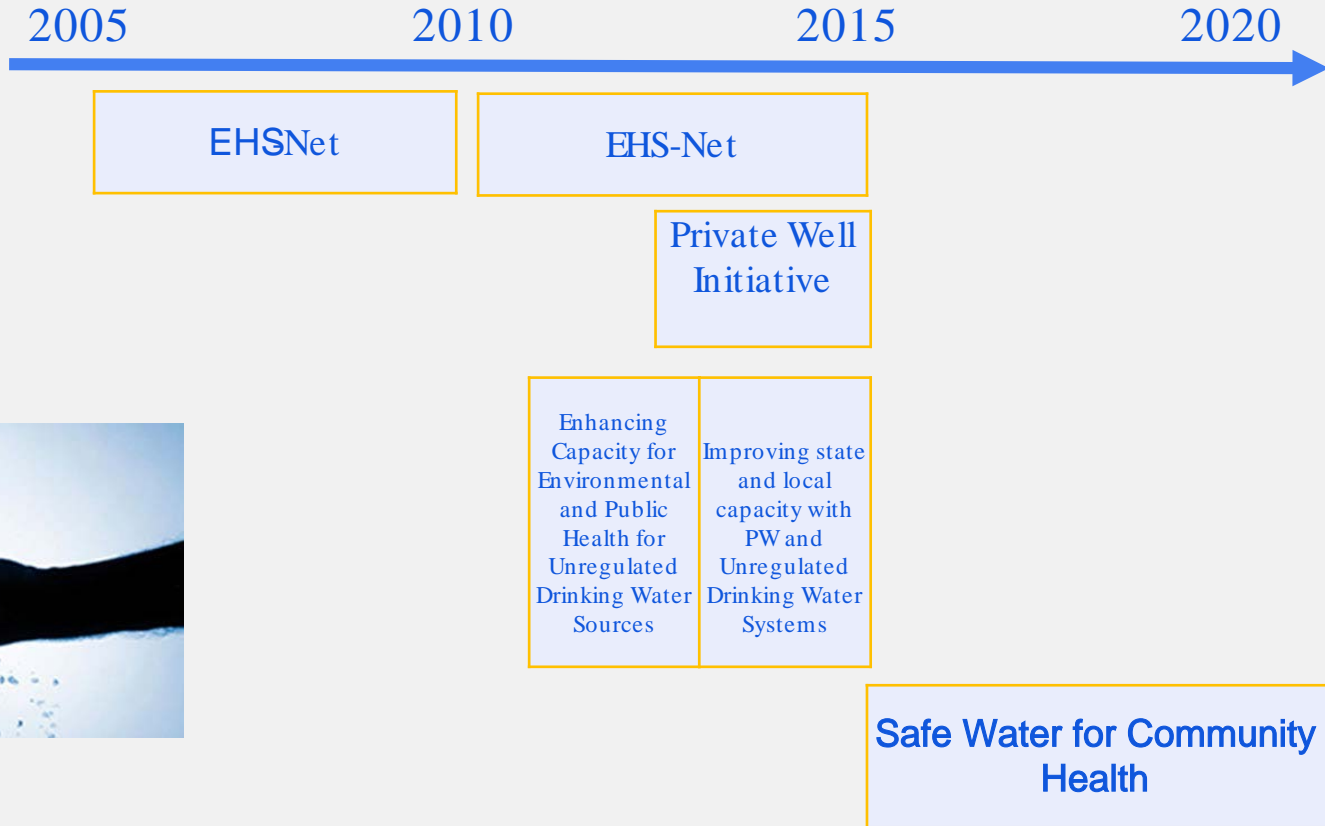 2005 2010 2015 2020
EHSNet EHS-Net
Private Well
Initiative
Enhancing
Capacity for
Environmental
and Public
Health for
Unregulated
Drinking Water
Sources
Improving state
and local
capacity with
PW and
Unregulated
Drinking Water
Systems
Safe Water for Community
Health